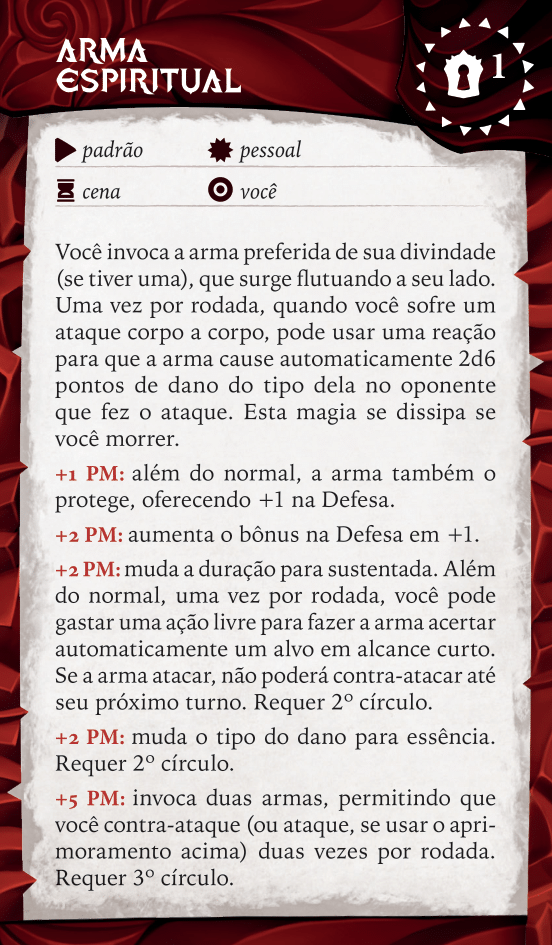 ARMA
ESPIRITUAL
1
padrão
pessoal
cena
você
Você invoca a arma preferida de sua divindade
(se tiver uma), que surge flutuando a seu lado.
Uma vez por rodada, quando você sofre um
ataque corpo a corpo, pode usar uma reação
para que a arma cause automaticamente 2d6
pontos de dano do tipo dela no oponente
que fez o ataque. Esta magia se dissipa se
você morrer.
+1 PM: além do normal, a arma também o
protege, oferecendo +1 na Defesa.
+2 PM: aumenta o bônus na Defesa em +1.
+2 PM: muda a duração para sustentada. Além
do normal, uma vez por rodada, você pode
gastar uma ação livre para fazer a arma acertar
automaticamente um alvo em alcance curto.
Se a arma atacar, não poderá contra-atacar até
seu próximo turno. Requer 2º círculo.
+2 PM: muda o tipo do dano para essência.
Requer 2º círculo.
+5 PM: invoca duas armas, permitindo que
você contra-ataque (ou ataque, se usar o apri-
moramento acima) duas vezes por rodada.
Requer 3º círculo.